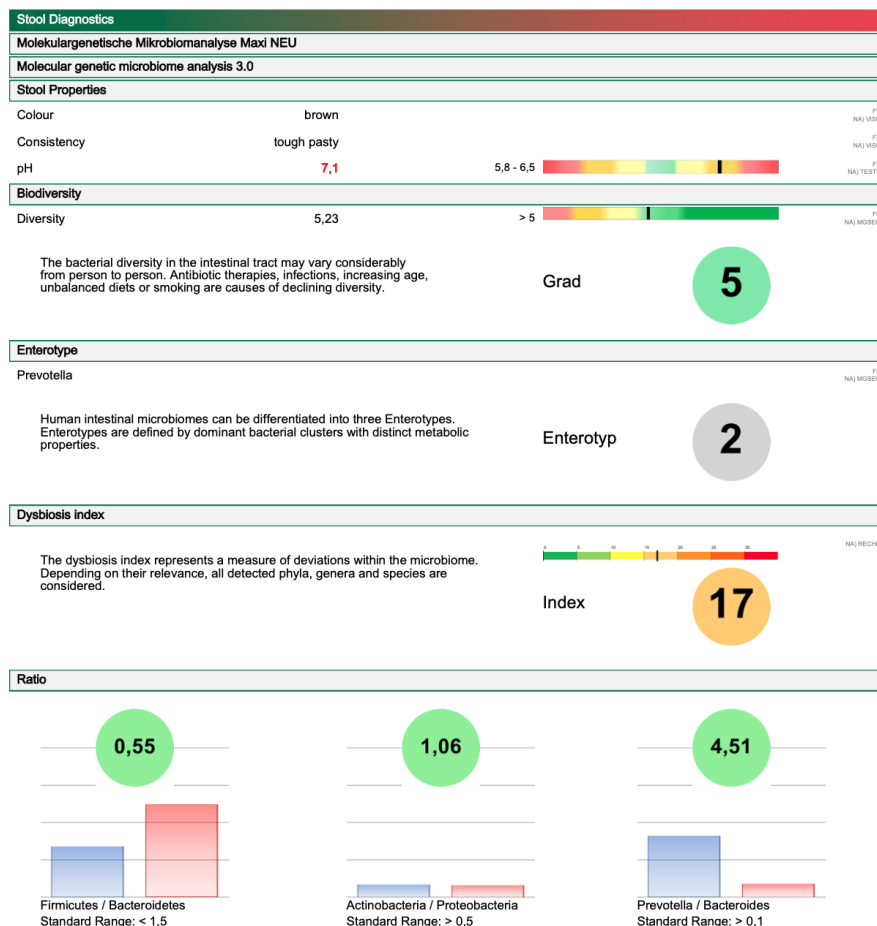 Stool Diagnostics
Molekulargenetische Mikrobiomanalyse Maxi NEU
Molecular genetic microbiome analysis 3.0
Stool Properties
Colour brown
Consistency tough pasty
pH 7,1 5,8 - 6,5
Biodiversity
Diversity 5,23 > 5
The bacterial diversity in the intestinal tract may vary considerably
from person to person. Antibiotic therapies, infections, increasing age,
unbalanced diets or smoking are causes of declining diversity.
Grad 5
Enterotype
Prevotella
Human intestinal microbiomes can be differentiated into three Enterotypes.
Enterotypes are defined by dominant bacterial clusters with distinct metabolic
properties.
Enterotyp 2
Dysbiosis index
0 5 10 15 20 25 30
The dysbiosis index represents a measure of deviations within the microbiome.
Depending on their relevance, all detected phyla, genera and species are
considered.
Index 17
Ratio
0,55 1,06 4,51
Firmicutes / Bacteroidetes Actinobacteria / Proteobacteria Prevotella / Bacteroides
Standard Range: < 1.5 Standard Range: > 0.5 Standard Range: > 0.1